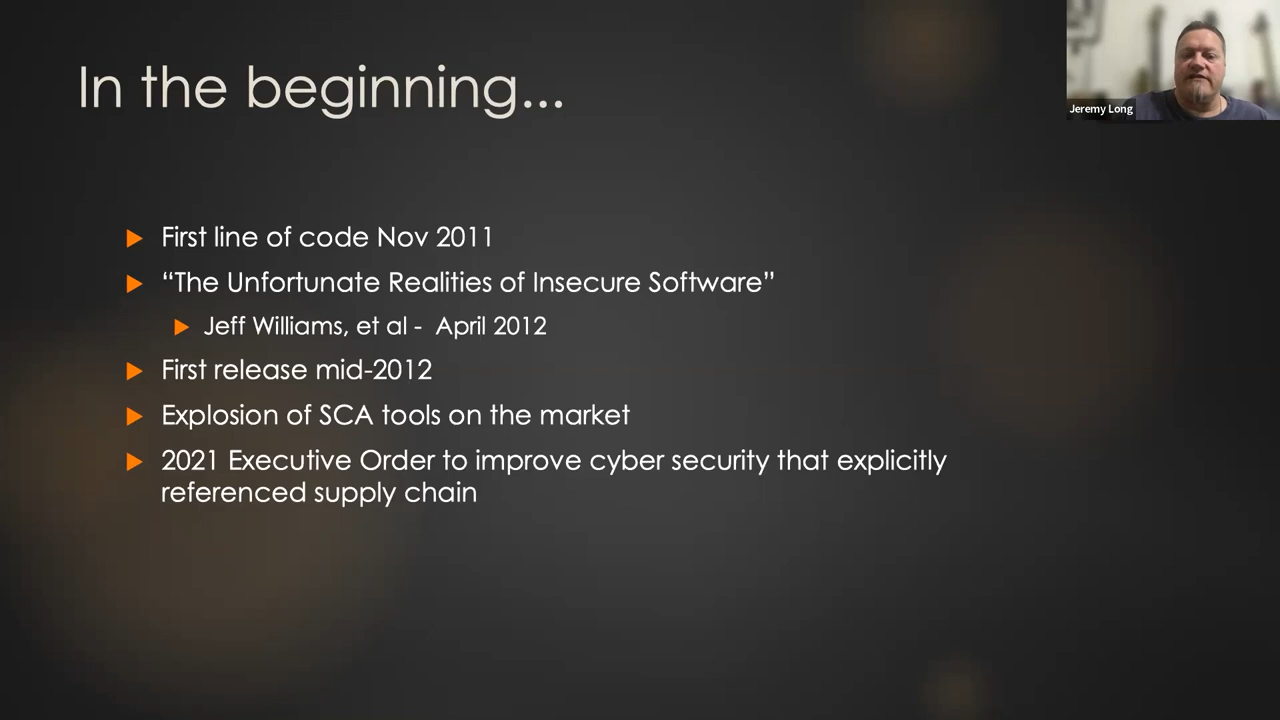 In the beginning...
Jeremy Long
First line of code Nov 2011
“The Unfortunate Realities of Insecure Software”
Jeff Williams, et al - April 2012
First release mid-2012
Explosion of SCA tools on the market
2021 Executive Order to improve cyber security that explicitly
referenced supply chain